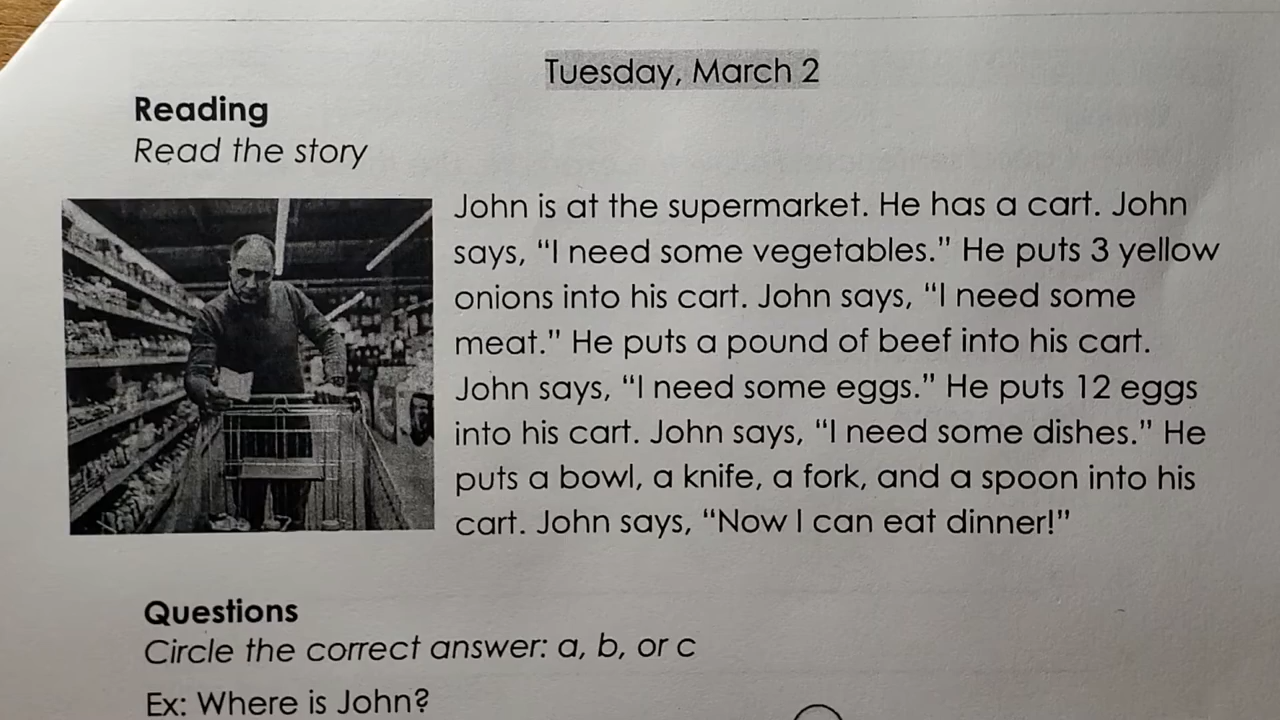 Tuesday, March 2
Reading
Read the story
John is at the supermarket. He has a cart. John
says, “I need some vegetables.” He puts 3 yellow
onions into his cart. John says, “I need some
meat.” He puts a pound of beef into his cart.
John says, “I need some eggs.” He puts 12 eggs
into his cart. John says, “I need some dishes.” He
puts a bowl, a knife, a fork, and a spoon into his
cart. John says, “Now I can eat dinner!”
Questions
Circle the correct answer: a, b, or c
Ex: Where is John?